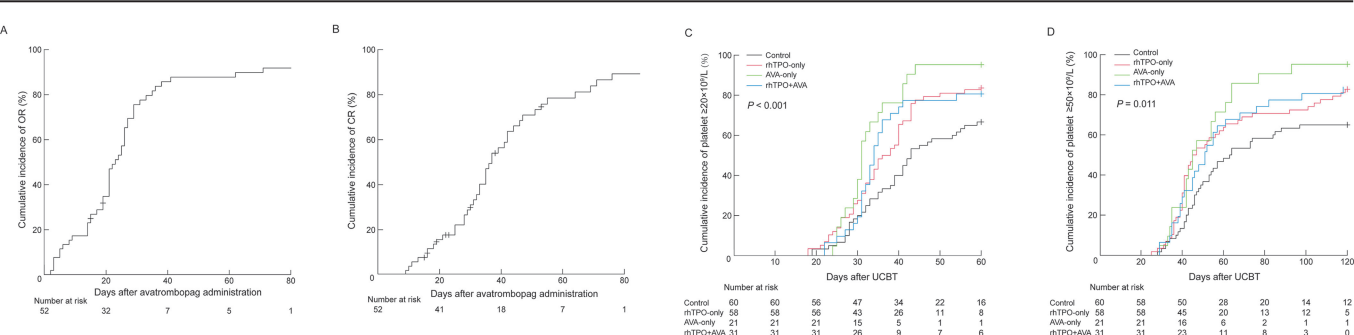 A
100
80
60
40
20
0
0
20
40
60
80
Cumulative incidence of OR (%)
Days after avatrombopag administration
Number at risk
52 32 7 5 1
B
100
80
60
40
20
0
0
20
40
60
80
Cumulative incidence of CR (%)
Days after avatrombopag administration
Number at risk
52 41 18 7 1
C
Control
rhTPO-only
AVA-only
rhTPO+AVA
P < 0.001
100
80
60
40
20
0
10 20 30 40 50 60
Cumulative incidence of platelet ≥20×10⁹/L (%)
Days after UCBT
Number at risk
Control 60 60 56 47 34 22 16
rhTPO-only 58 58 56 43 26 11 8
AVA-only 21 21 21 15 5 1 1
rhTPO+AVA 31 31 31 26 9 7 6
D
Control
rhTPO-only
AVA-only
rhTPO+AVA
P = 0.011
100
80
60
40
20
0
20 40 60 80 100 120
Cumulative incidence of platelet ≥50×10⁹/L (%)
Days after UCBT
Number at risk
Control 60 58 50 28 20 14 12
rhTPO-only 58 58 45 20 13 12 5
AVA-only 21 21 16 6 2 1 1
rhTPO+AVA 31 31 23 11 8 3 0